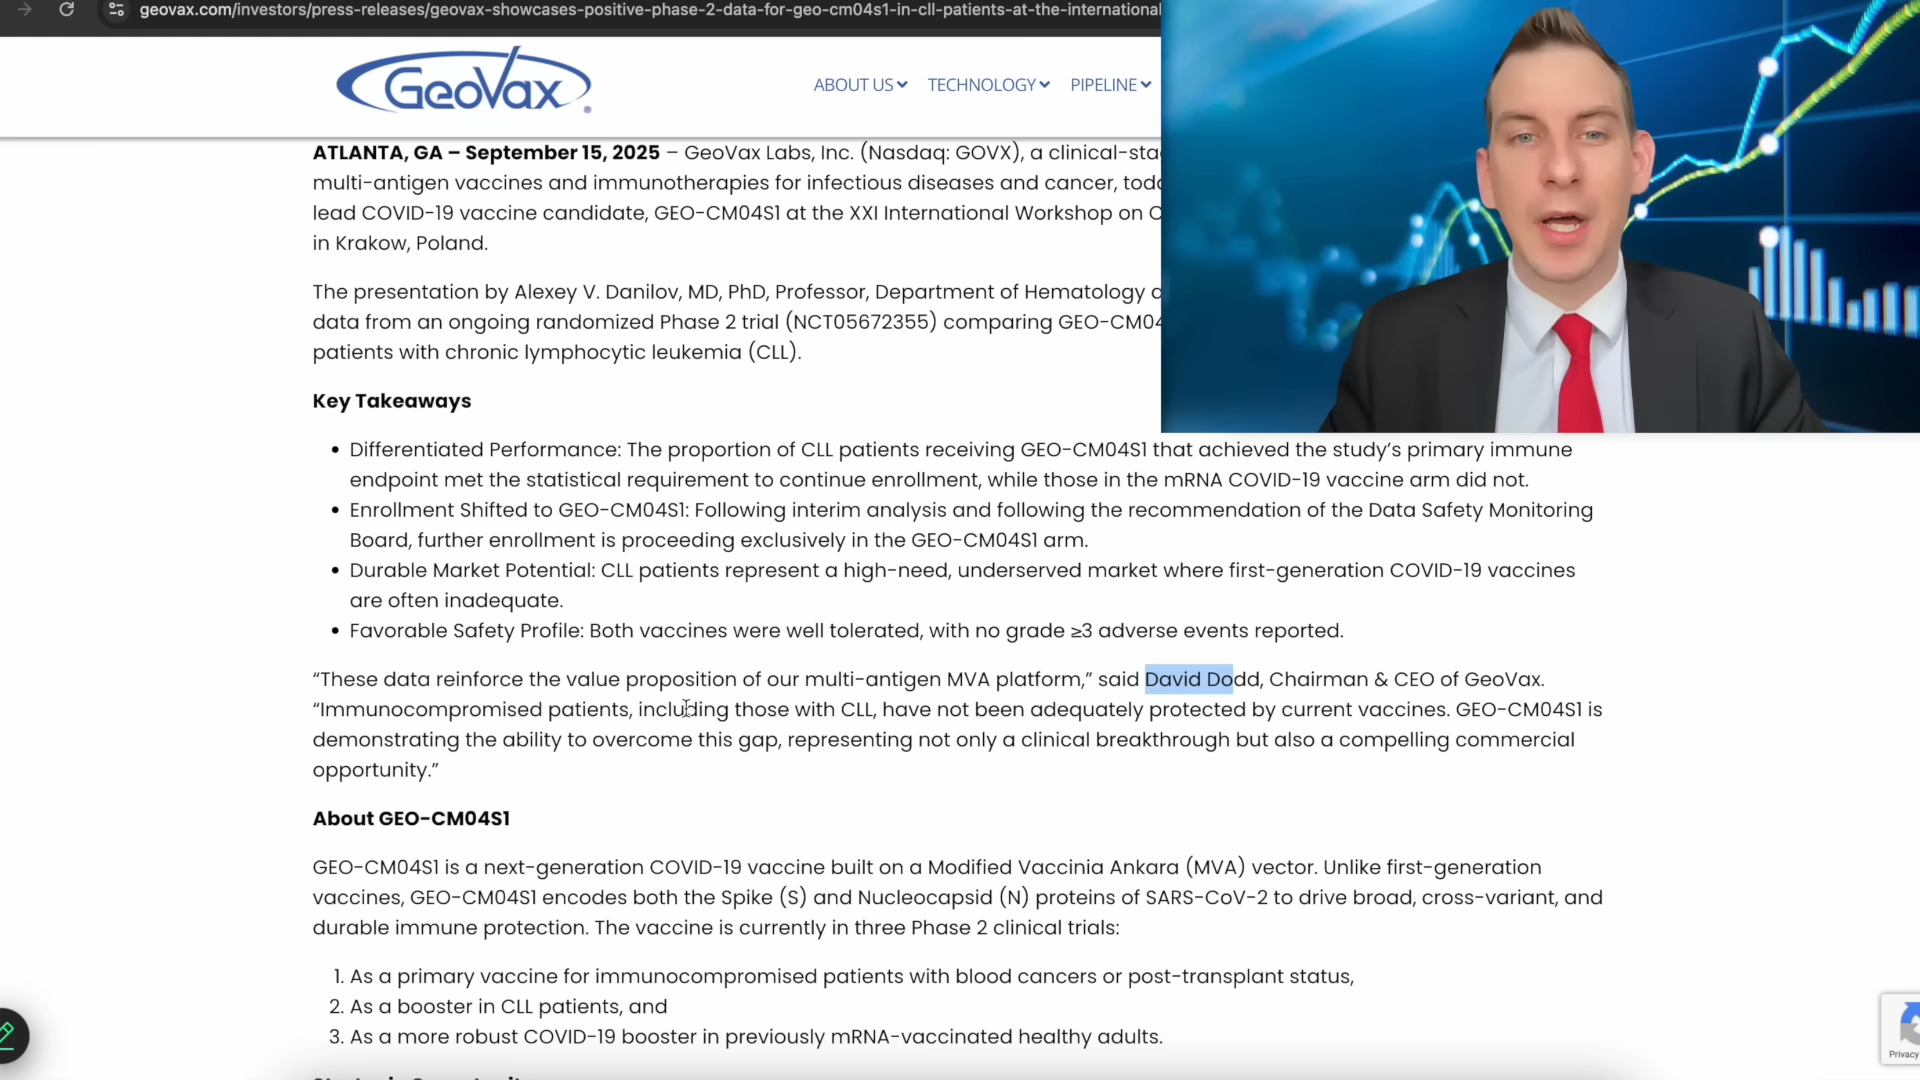 geovax.com/investors/press-releases/geovax-showcases-positive-phase-2-data-for-geo-cm04s1-in-cll-patients-at-the-international
GEOVAX
ABOUT US TECHNOLOGY PIPELINE
ATLANTA, GA – September 15, 2025 – GeoVax Labs, Inc. (Nasdaq: GOVX), a clinical-sta
multi-antigen vaccines and immunotherapies for infectious diseases and cancer, toda
lead COVID-19 vaccine candidate, GEO-CM04S1 at the XXI International Workshop on C
in Krakow, Poland.
The presentation by Alexey V. Danilov, MD, PhD, Professor, Department of Hematology a
data from an ongoing randomized Phase 2 trial (NCT05672355) comparing GEO-CM04
patients with chronic lymphocytic leukemia (CLL).
Key Takeaways
• Differentiated Performance: The proportion of CLL patients receiving GEO-CM04S1 that achieved the study’s primary immune
endpoint met the statistical requirement to continue enrollment, while those in the mRNA COVID-19 vaccine arm did not.
• Enrollment Shifted to GEO-CM04S1: Following interim analysis and following the recommendation of the Data Safety Monitoring
Board, further enrollment is proceeding exclusively in the GEO-CM04S1 arm.
• Durable Market Potential: CLL patients represent a high-need, underserved market where first-generation COVID-19 vaccines
are often inadequate.
• Favorable Safety Profile: Both vaccines were well tolerated, with no grade ≥3 adverse events reported.
“These data reinforce the value proposition of our multi-antigen MVA platform,” said David Dodd, Chairman & CEO of GeoVax.
“Immunocompromised patients, including those with CLL, have not been adequately protected by current vaccines. GEO-CM04S1 is
demonstrating the ability to overcome this gap, representing not only a clinical breakthrough but also a compelling commercial
opportunity.”
About GEO-CM04S1
GEO-CM04S1 is a next-generation COVID-19 vaccine built on a Modified Vaccinia Ankara (MVA) vector. Unlike first-generation
vaccines, GEO-CM04S1 encodes both the Spike (S) and Nucleocapsid (N) proteins of SARS-CoV-2 to drive broad, cross-variant, and
durable immune protection. The vaccine is currently in three Phase 2 clinical trials:
1. As a primary vaccine for immunocompromised patients with blood cancers or post-transplant status,
2. As a booster in CLL patients, and
3. As a more robust COVID-19 booster in previously mRNA-vaccinated healthy adults.
Privacy